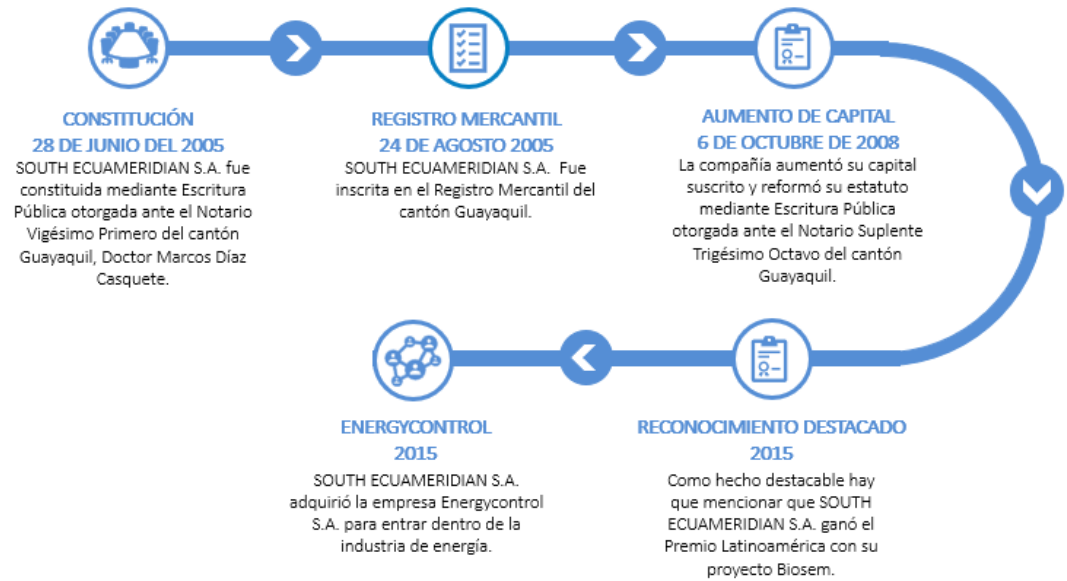 CONSTITUCIÓN
28 DE JUNIO DEL 2005
SOUTH ECUAMERIDIAN S.A. fue
constituida mediante Escritura
Pública otorgada ante el Notario
Vigésimo Primero del cantón
Guayaquil, Doctor Marcos Díaz
Casquete.
REGISTRO MERCANTIL
24 DE AGOSTO 2005
SOUTH ECUAMERIDIAN S.A. Fue
inscrita en el Registro Mercantil del
cantón Guayaquil.
AUMENTO DE CAPITAL
6 DE OCTUBRE DE 2008
La compañía aumentó su capital
suscrito y reformó su estatuto
mediante Escritura Pública
otorgada ante el Notario Suplente
Trigésimo Octavo del cantón
Guayaquil.
RECONOCIMIENTO DESTACADO
2015
Como hecho destacable hay
que mencionar que SOUTH
ECUAMERIDIAN S.A. ganó el
Premio Latinoamérica con su
proyecto Biosem.
ENERGYCONTROL
2015
SOUTH ECUAMERIDIAN S.A.
adquirió la empresa Energycontrol
S.A. para entrar dentro de la
industria de energía.